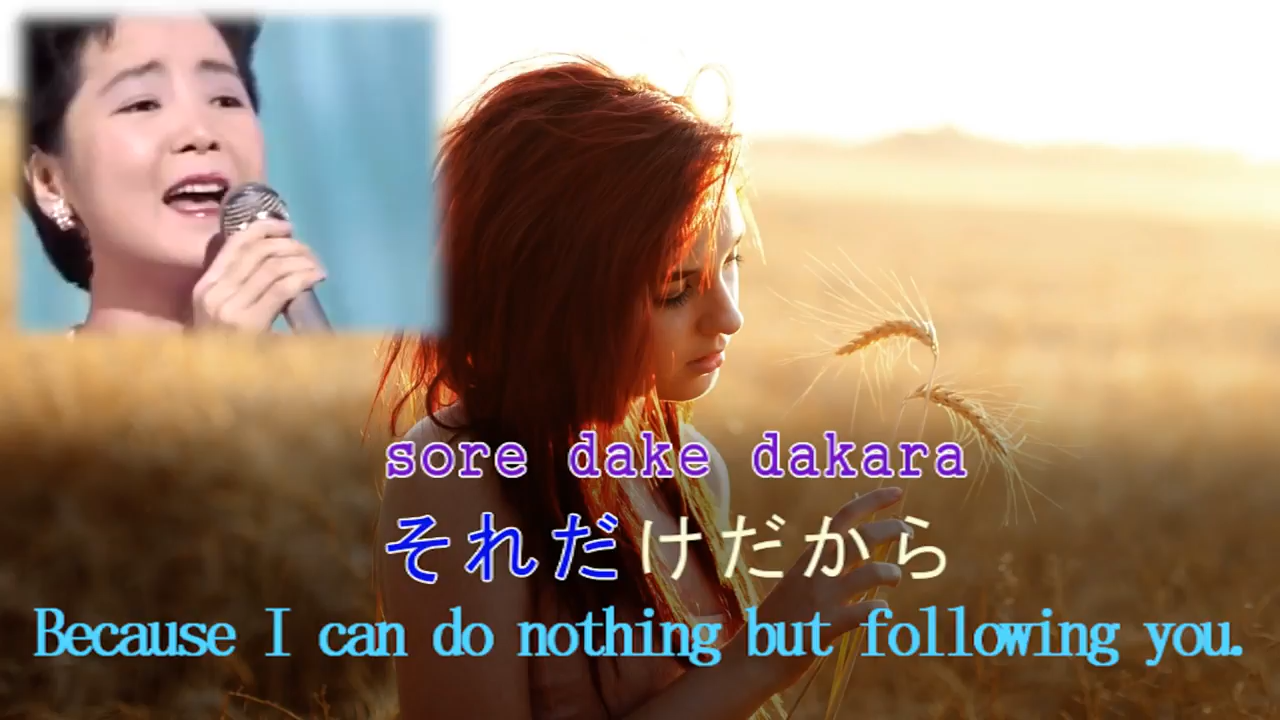 sore dake dakara
それだけだから
Because I can do nothing but following you.